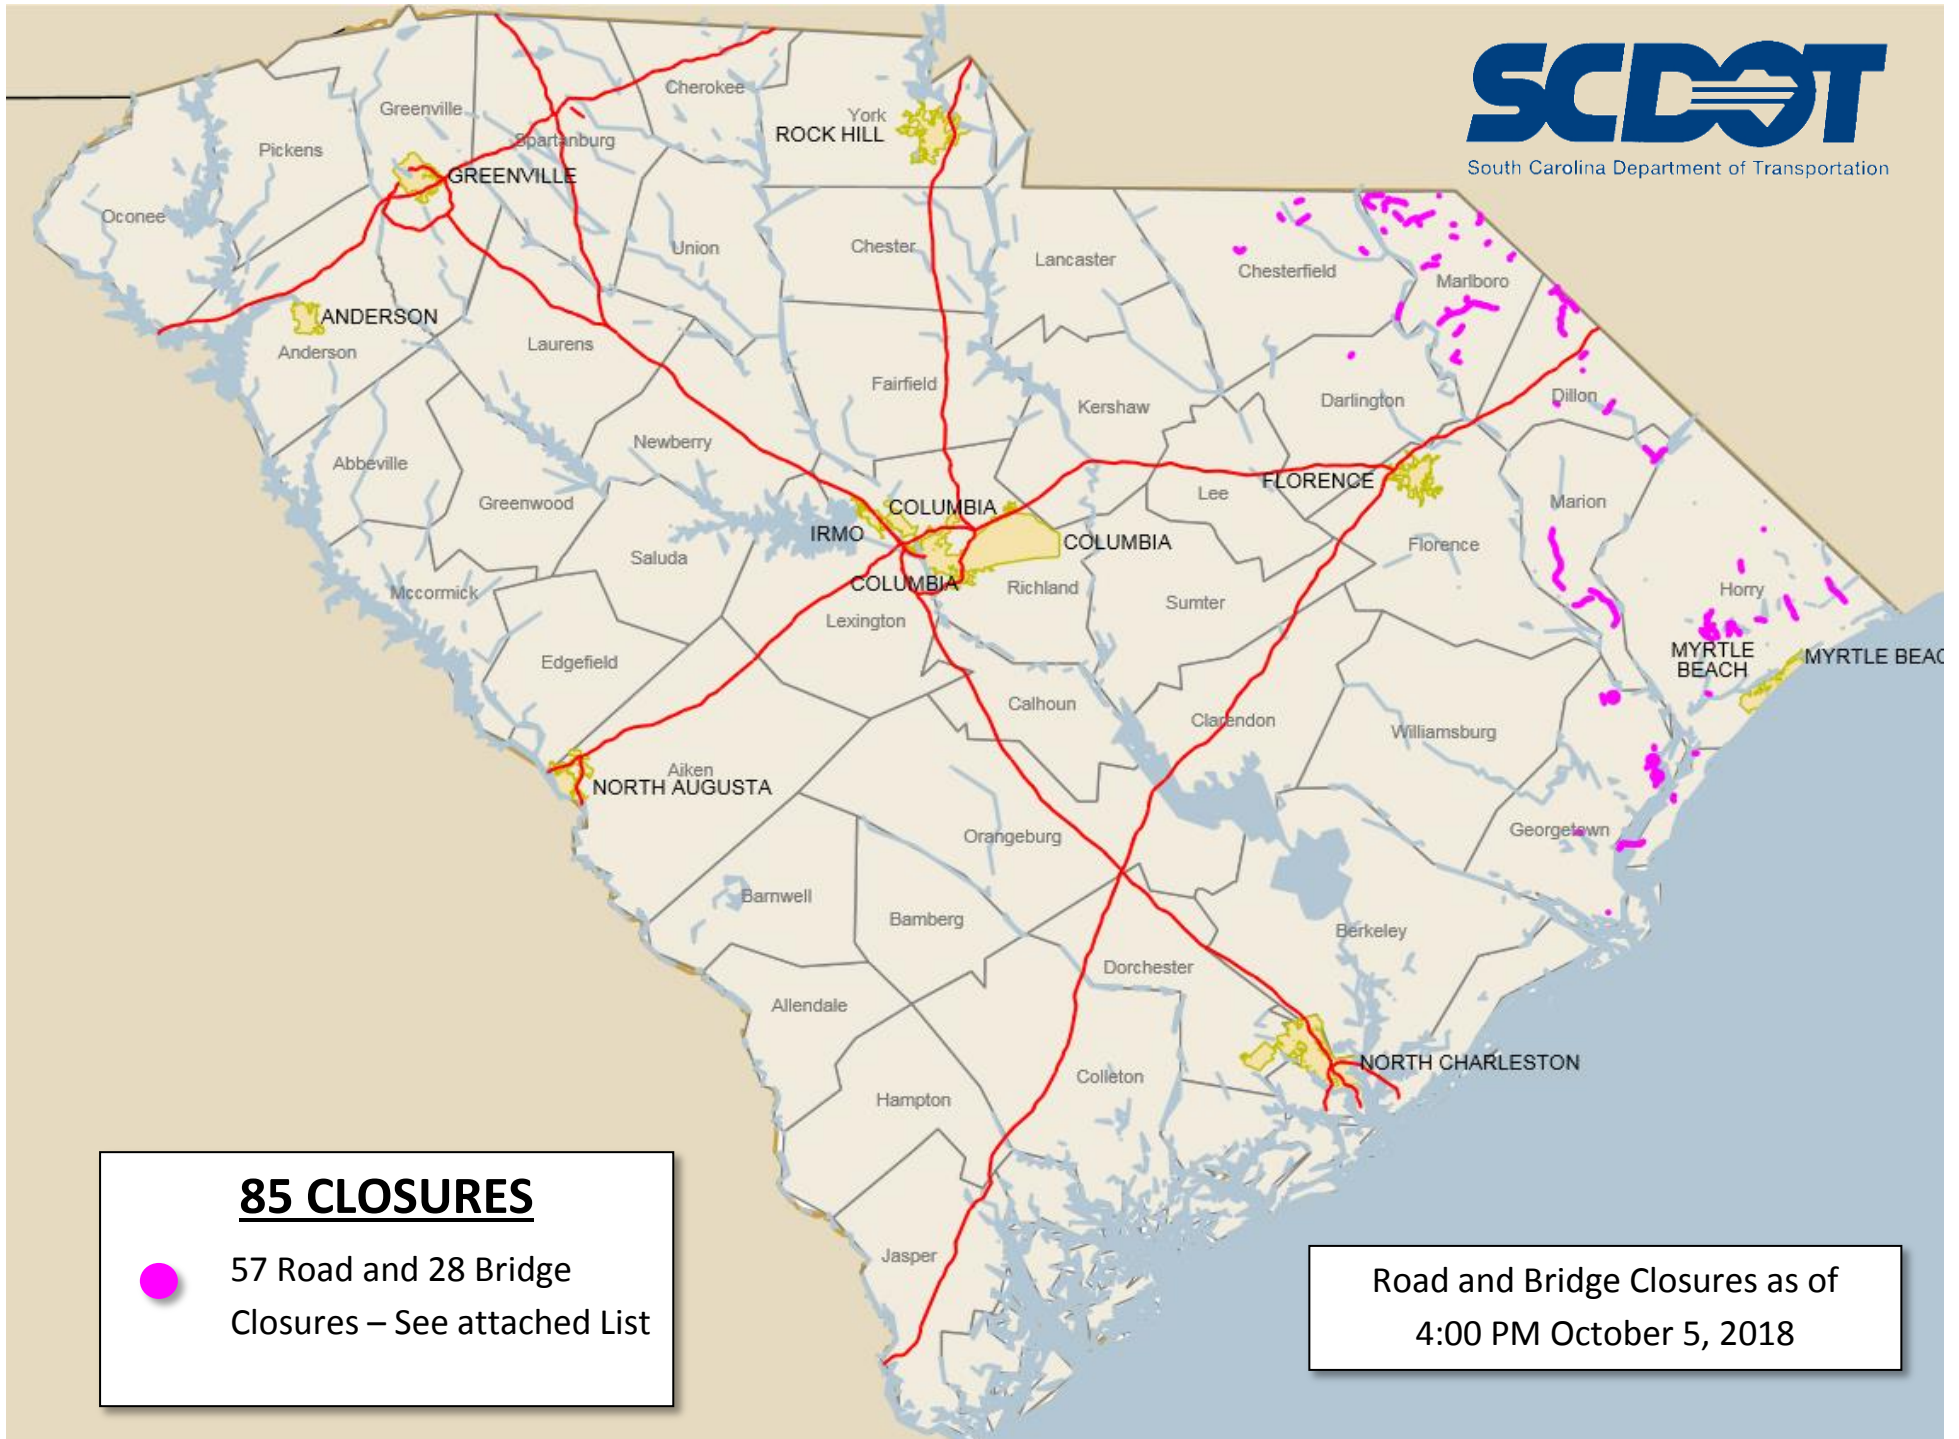 SCDOT
South Carolina Department of Transportation
Cherokee
Greenville
York
ROCK HILL
Spartanburg
Pickens
GREENVILLE
Oconee
Union
Chester
Lancaster
Chesterfield
Marlboro
ANDERSON
Anderson
Laurens
Fairfield
Kershaw
Darlington
Dillon
Newberry
Abbeville
Greenwood
FLORENCE
Lee
Marion
COLUMBIA
IRMO
COLUMBIA
Florence
Saluda
COLUMBIA
Richland
Mccormick
Horry
Sumter
Lexington
Edgefield
MYRTLE
BEACH
MYRTLE BEAC
Calhoun
Clarendon
Williamsburg
Aiken
NORTH AUGUSTA
Orangeburg
Georgetown
Barnwell
Bamberg
Berkeley
Dorchester
Allendale
NORTH CHARLESTON
Colleton
Hampton
Jasper
85 CLOSURES
57 Road and 28 Bridge
Closures – See attached List
Road and Bridge Closures as of
4:00 PM October 5, 2018